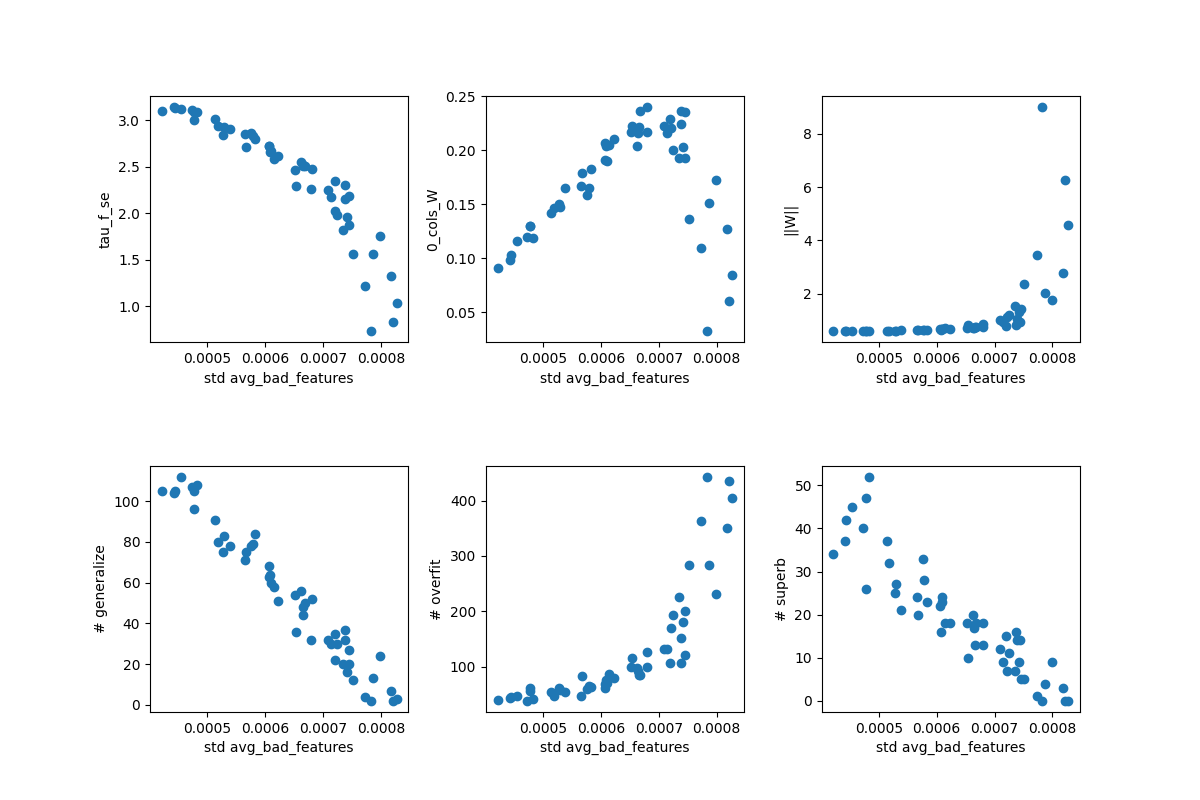 tau_f_se
3.0
2.5
2.0
1.5
1.0
0.0005 0.0006 0.0007 0.0008
std avg_bad_features
0_cols_W
0.25
0.20
0.15
0.10
0.05
0.0005 0.0006 0.0007 0.0008
std avg_bad_features
||W||
8
6
4
2
0.0005 0.0006 0.0007 0.0008
std avg_bad_features
# generalize
100
80
60
40
20
0
0.0005 0.0006 0.0007 0.0008
std avg_bad_features
# overfit
400
300
200
100
0.0005 0.0006 0.0007 0.0008
std avg_bad_features
# superb
50
40
30
20
10
0
0.0005 0.0006 0.0007 0.0008
std avg_bad_features